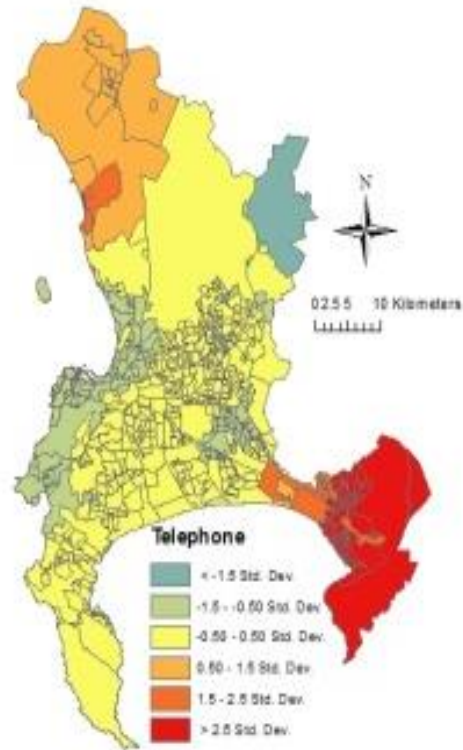 N
0 2.5 5 10 Kilometers
Telephone
< -1.5 Std. Dev.
-1.5 - -0.50 Std. Dev.
-0.50 - 0.50 Std. Dev.
0.50 - 1.5 Std. Dev.
1.5 - 2.5 Std. Dev.
> 2.5 Std. Dev.